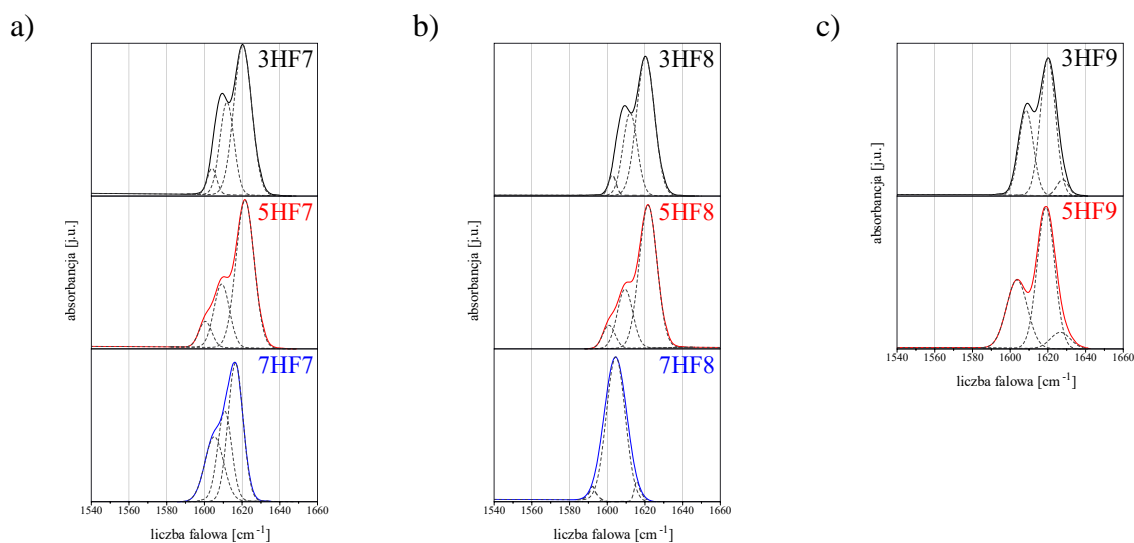 a)
3HF7
5HF7
7HF7
absorbancja [j.u.]
1540 1560 1580 1600 1620 1640 1660
liczba falowa [cm⁻¹]
b)
3HF8
5HF8
7HF8
absorbancja [j.u.]
1540 1560 1580 1600 1620 1640 1660
liczba falowa [cm⁻¹]
c)
3HF9
5HF9
absorbancja [j.u.]
1540 1560 1580 1600 1620 1640 1660
liczba falowa [cm⁻¹]